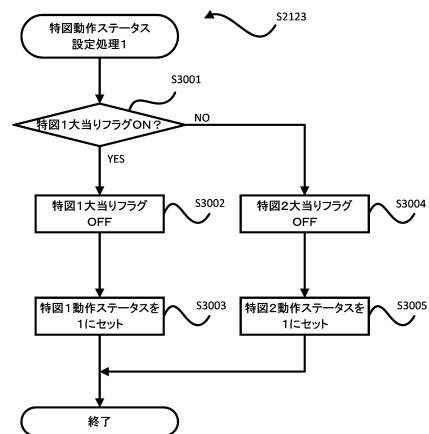 特図動作ステータス
設定処理1
S2123
S3001
特図1大当りフラグON?
NO
YES
特図1大当りフラグ
OFF
S3002
特図2大当りフラグ
OFF
S3004
特図1動作ステータスを
1にセット
S3003
特図2動作ステータスを
1にセット
S3005
終了